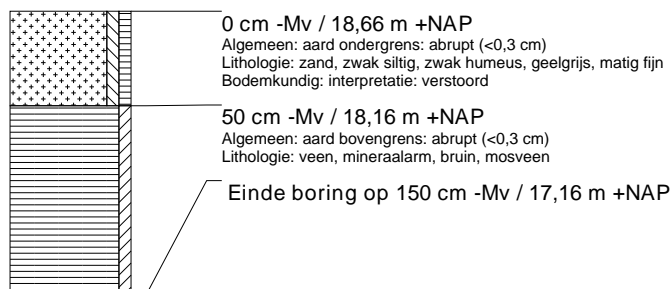 0 cm -Mv / 18,66 m +NAP
Algemeen: aard ondergrens: abrupt (<0,3 cm)
Lithologie: zand, zwak siltig, zwak humeus, geelgrijs, matig fijn
Bodemkundig: interpretatie: verstoord
50 cm -Mv / 18,16 m +NAP
Algemeen: aard bovengrens: abrupt (<0,3 cm)
Lithologie: veen, mineraalarm, bruin, mosveen
Einde boring op 150 cm -Mv / 17,16 m +NAP